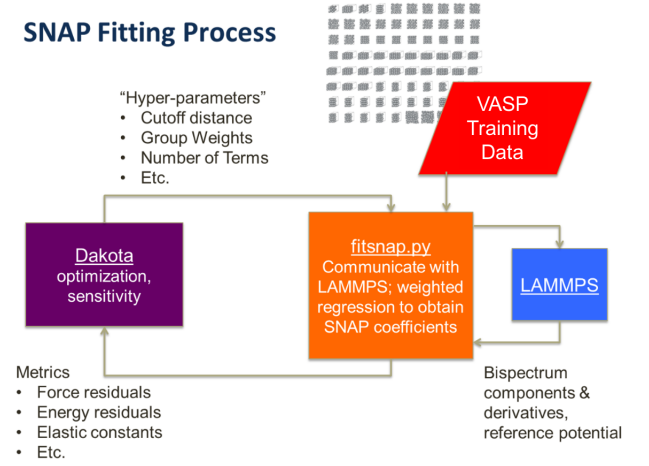 SNAP Fitting Process
VASP
Training
Data
“Hyper-parameters”
• Cutoff distance
• Group Weights
• Number of Terms
• Etc.
Dakota
optimization,
sensitivity
fitsnap.py
Communicate with
LAMMPS; weighted
regression to obtain
SNAP coefficients
LAMMPS
Metrics
• Force residuals
• Energy residuals
• Elastic constants
• Etc.
Bispectrum
components &
derivatives,
reference potential